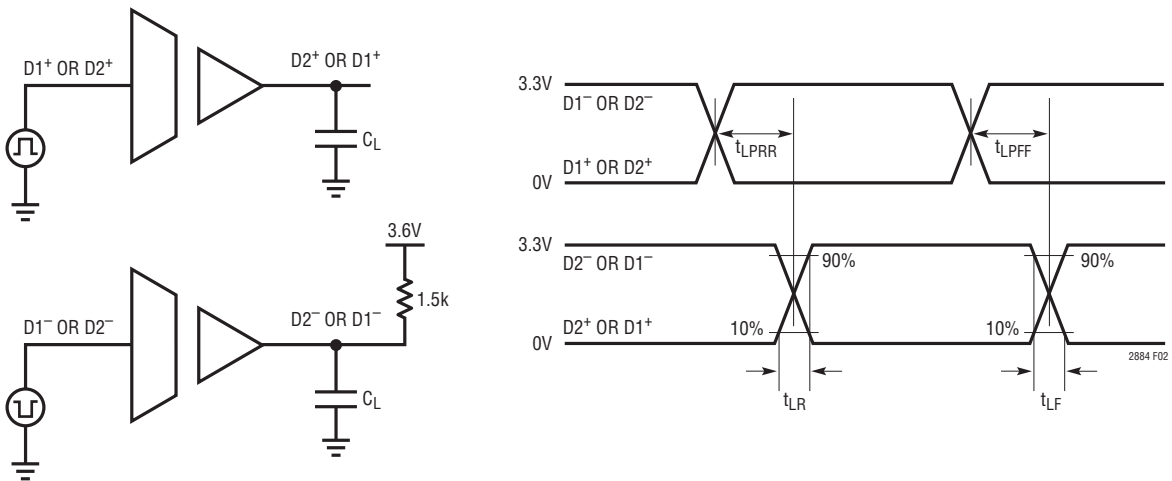 D1+ OR D2+
D2+ OR D1+
CL
3.6V
1.5k
D1− OR D2−
D2− OR D1−
CL
3.3V
D1− OR D2−
tLPRR
tLPFF
D1+ OR D2+
0V
3.3V
D2− OR D1−
90%
90%
D2+ OR D1+
10%
10%
0V
2884 F02
tLR
tLF